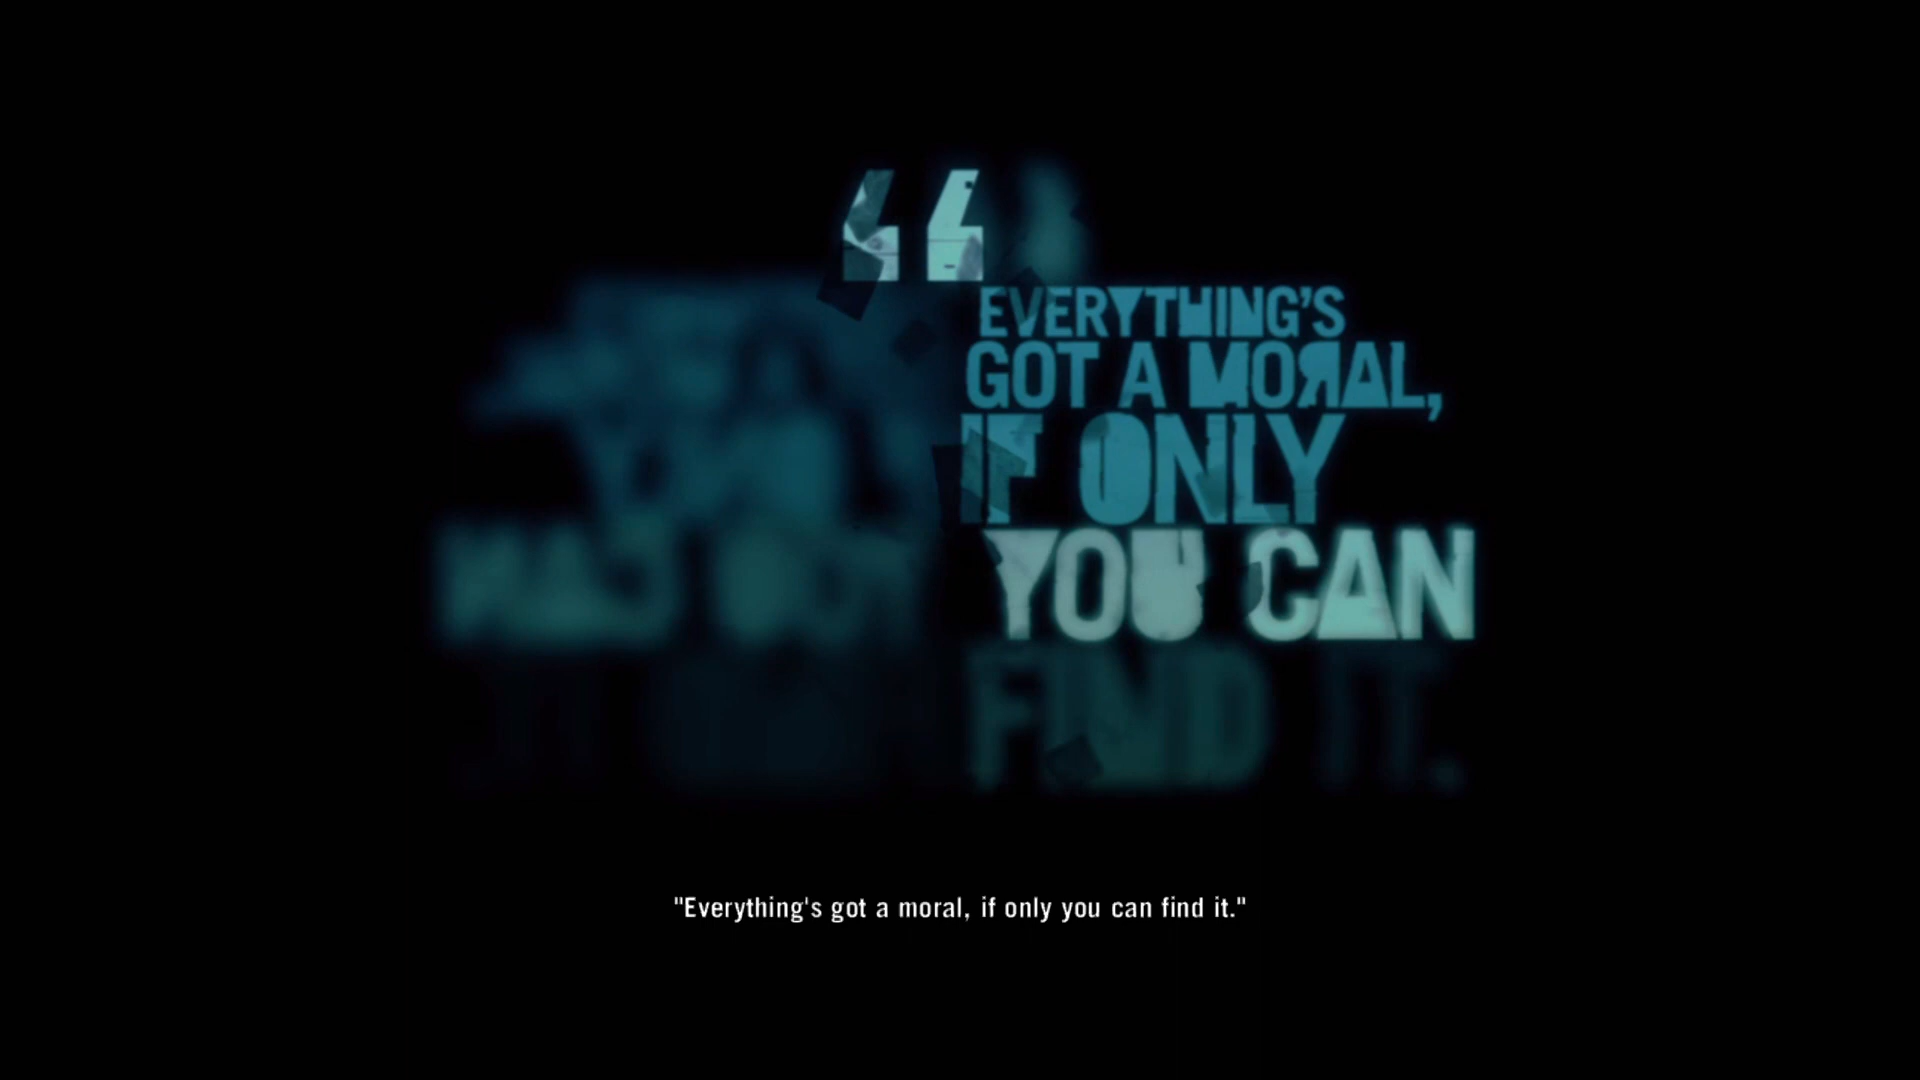 “
EVERYTHING’S
GOT A MORAL,
IF ONLY
YOU CAN
FIND IT.
"Everything's got a moral, if only you can find it."